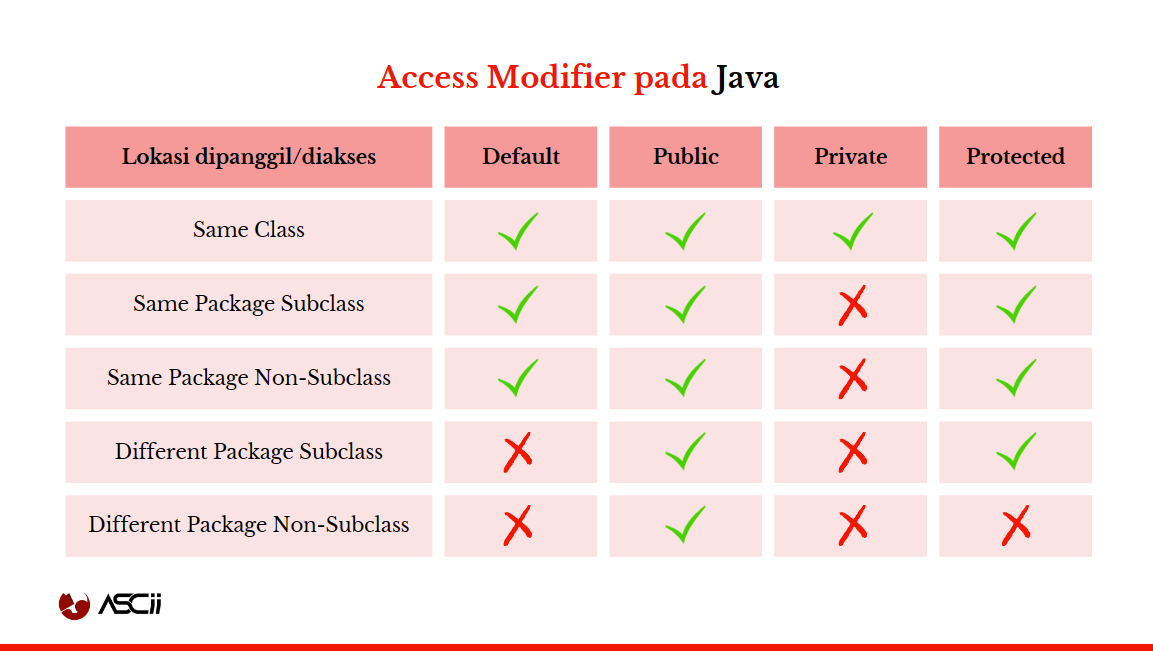 Access Modifier pada Java
Lokasi dipanggil/diakses Default Public Private Protected
Same Class
Same Package Subclass
Same Package Non-Subclass
Different Package Subclass
Different Package Non-Subclass
ASCii